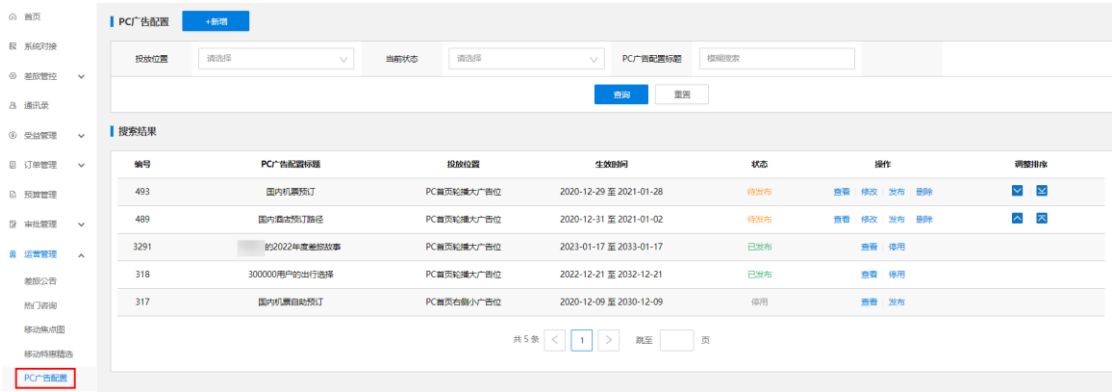 首页
系统对接
差旅管控
通讯录
受益管理
订单管理
预算管理
审批管理
运营管理
差旅公告
热门咨询
移动焦点图
移动特惠精选
PC广告配置
PC广告配置 +新增
投放位置 请选择 当前状态 请选择 PC广告配置标题 模糊搜索
查询 重置
搜索结果
编号 PC广告配置标题 投放位置 生效时间 状态 操作 调整排序
493 国内机票预订 PC首页轮播大广告位 2020-12-29 至 2021-01-28 待发布 查看 修改 发布 删除
489 国内酒店预订路径 PC首页轮播大广告位 2020-12-31 至 2021-01-02 待发布 查看 修改 发布 删除
3291 的2022年度差旅故事 PC首页轮播大广告位 2023-01-17 至 2033-01-17 已发布 查看 停用
318 300000用户的出行选择 PC首页轮播大广告位 2022-12-21 至 2032-12-21 已发布 查看 停用
317 国内机票自助预订 PC首页右侧小广告位 2020-12-09 至 2030-12-09 停用 查看 发布
共 5 条 < 1 > 跳至 页